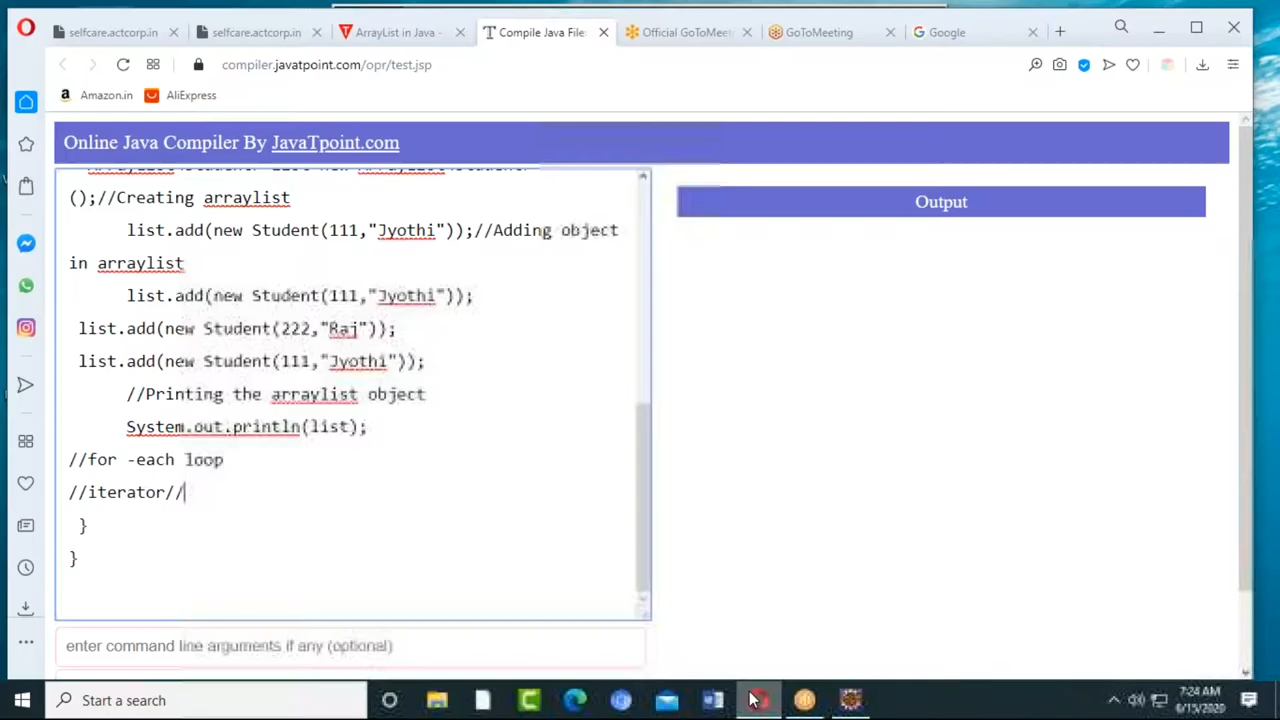 selfcare.actcorp.in
selfcare.actcorp.in
ArrayList in Java -
Compile Java File
Official GoToMeet
GoToMeeting
Google
compiler.javatpoint.com/opr/test.jsp
Amazon.in
AliExpress
Online Java Compiler By JavaTpoint.com
();//Creating arraylist
list.add(new Student(111,"Jyothi"));//Adding object
in arraylist
list.add(new Student(111,"Jyothi"));
list.add(new Student(222,"Raj"));
list.add(new Student(111,"Jyothi"));
//Printing the arraylist object
System.out.println(list);
//for -each loop
//iterator//
}
}
Output
enter command line arguments if any (optional)
Start a search
7:24 AM
6/15/2020